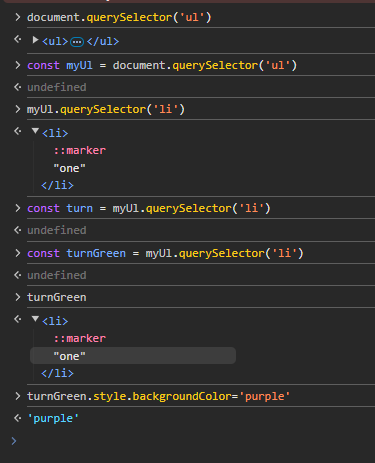 document.querySelector('ul')
<ul>…</ul>
const myUl = document.querySelector('ul')
undefined
myUl.querySelector('li')
<li>
::marker
"one"
</li>
const turn = myUl.querySelector('li')
undefined
const turnGreen = myUl.querySelector('li')
undefined
turnGreen
<li>
::marker
"one"
</li>
turnGreen.style.backgroundColor='purple'
'purple'